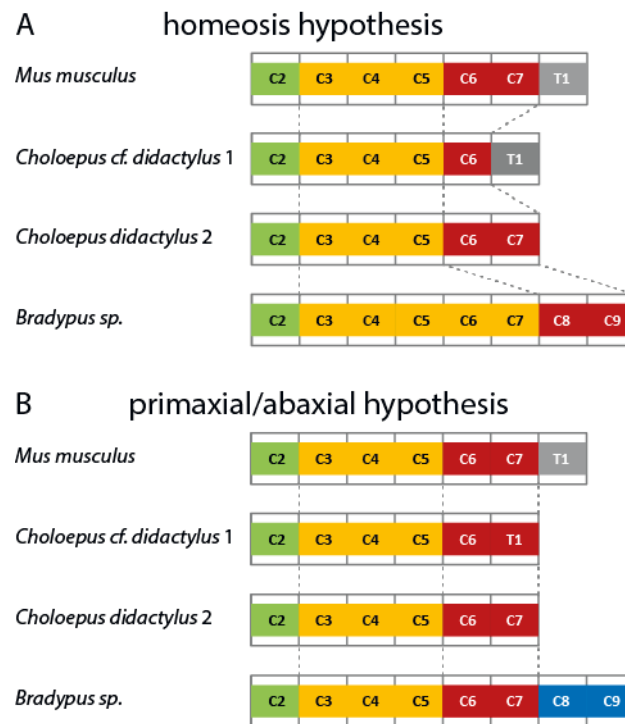 A homeosis hypothesis
Mus musculus C2 C3 C4 C5 C6 C7 T1
Choloepus cf. didactylus 1 C2 C3 C4 C5 C6 T1
Choloepus didactylus 2 C2 C3 C4 C5 C6 C7
Bradypus sp. C2 C3 C4 C5 C6 C7 C8 C9
B primaxial/abaxial hypothesis
Mus musculus C2 C3 C4 C5 C6 C7 T1
Choloepus cf. didactylus 1 C2 C3 C4 C5 C6 T1
Choloepus didactylus 2 C2 C3 C4 C5 C6 C7
Bradypus sp. C2 C3 C4 C5 C6 C7 C8 C9